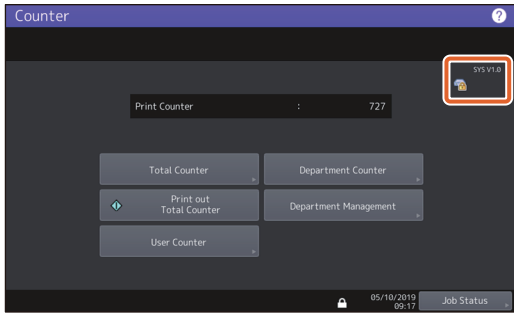 Counter
?
SYS V1.0
Print Counter : 727
Total Counter
Department Counter
Print out
Total Counter
Department Management
User Counter
05/10/2019
09:17
Job Status